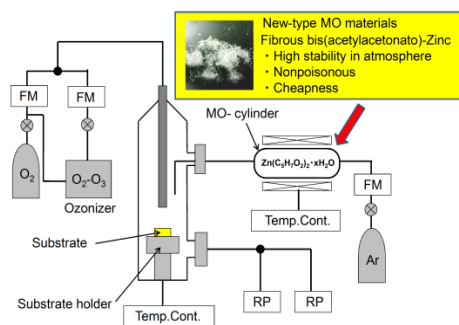 New-type MO materials
Fibrous bis(acetylacetonato)-Zinc
・High stability in atmosphere
・Nonpoisonous
・Cheapness
FM
FM
MO- cylinder
O₂
O₂-O₃
Ozonizer
Zn(C₅H₇O₂)₂・xH₂O
FM
Temp.Cont.
Ar
Substrate
Substrate holder
RP
RP
Temp.Cont.